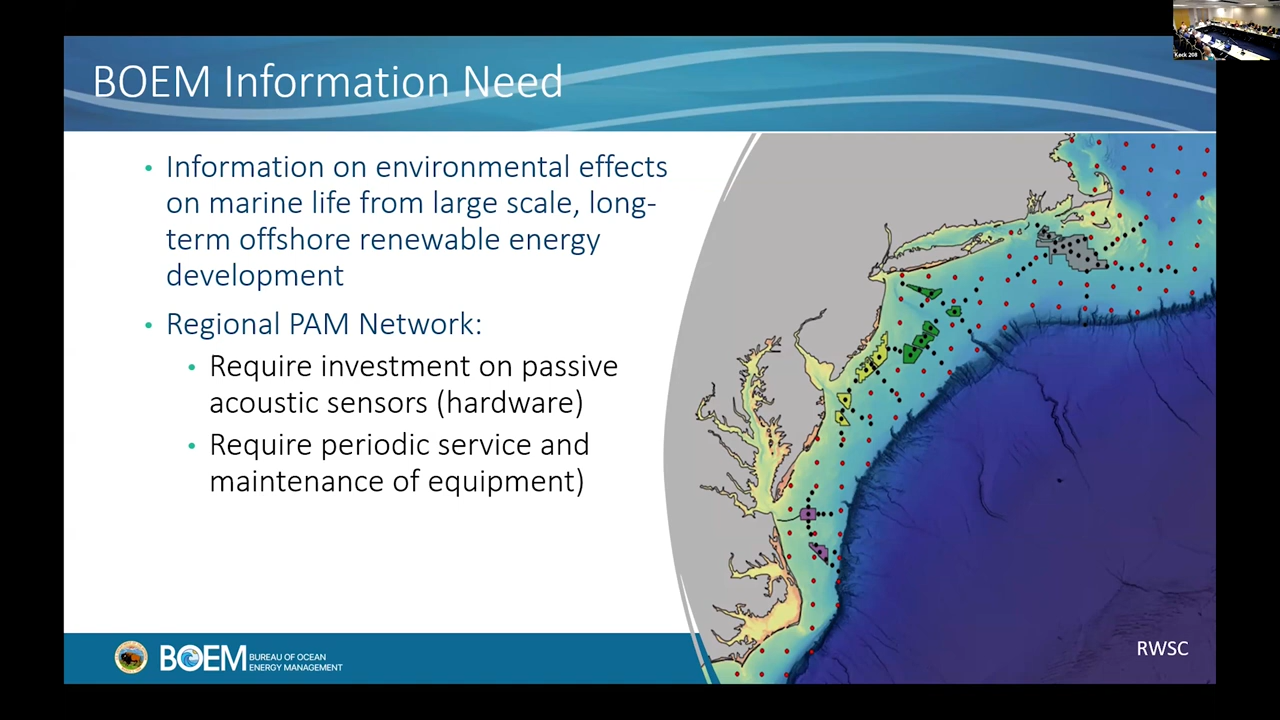 BOEM Information Need
• Information on environmental effects
on marine life from large scale, long-
term offshore renewable energy
development
• Regional PAM Network:
• Require investment on passive
acoustic sensors (hardware)
• Require periodic service and
maintenance of equipment)
BOEM BUREAU OF OCEAN
ENERGY MANAGEMENT
RWSC
Keck 208